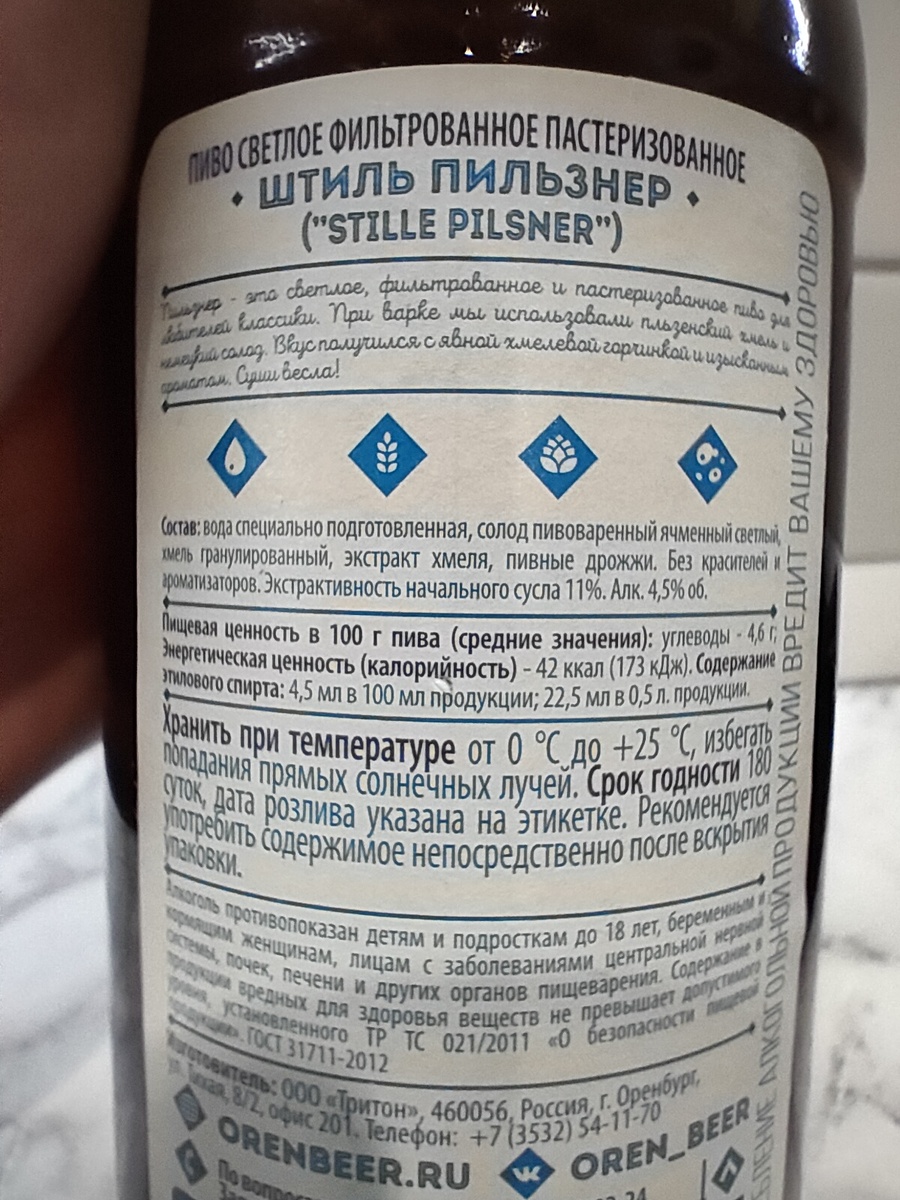 ПИВО СВЕТЛОЕ ФИЛЬТРОВАННОЕ ПАСТЕРИЗОВАННОЕ
• ШТИЛЬ ПИЛЬЗНЕР •
("STILLE PILSNER")
Пильзнер - это светлое, фильтрованное и пастеризованное пиво для
любителей классики. При варке мы использовали пльзенский хмель и
немецкий солод. Вкус получился с явной хмелевой горчинкой и изысканным
ароматом. Суши весла!
Состав: вода специально подготовленная, солод пивоваренный ячменный светлый,
хмель гранулированный, экстракт хмеля, пивные дрожжи. Без красителей и
ароматизаторов. Экстрактивность начального сусла 11%. Алк. 4,5% об.
Пищевая ценность в 100 г пива (средние значения): углеводы - 4,6 г;
Энергетическая ценность (калорийность) - 42 ккал (173 кДж). Содержание
этилового спирта: 4,5 мл в 100 мл продукции; 22,5 мл в 0,5 л. продукции.
Хранить при температуре от 0 °С до +25 °С, избегать
попадания прямых солнечных лучей. Срок годности 180
суток, дата розлива указана на этикетке. Рекомендуется
употребить содержимое непосредственно после вскрытия
упаковки.
Алкоголь противопоказан детям и подросткам до 18 лет, беременным и
кормящим женщинам, лицам с заболеваниями центральной нервной
системы, почек, печени и других органов пищеварения. Содержание в
продукции вредных для здоровья веществ не превышает допустимого
уровня, установленного ТР ТС 021/2011 «О безопасности пищевой
продукции». ГОСТ 31711-2012
Изготовитель: ООО «Тритон», 460056, Россия, г. Оренбург,
8/2, офис 201. Телефон: +7 (3532) 54-11-70
ORENBEER.RU OREN_BEER
По вопрос
24
БЛЕНИЕ АЛКОГОЛЬНОЙ ПРОДУКЦИИ ВРЕДИТ ВАШЕМУ ЗДОРОВЬЮ